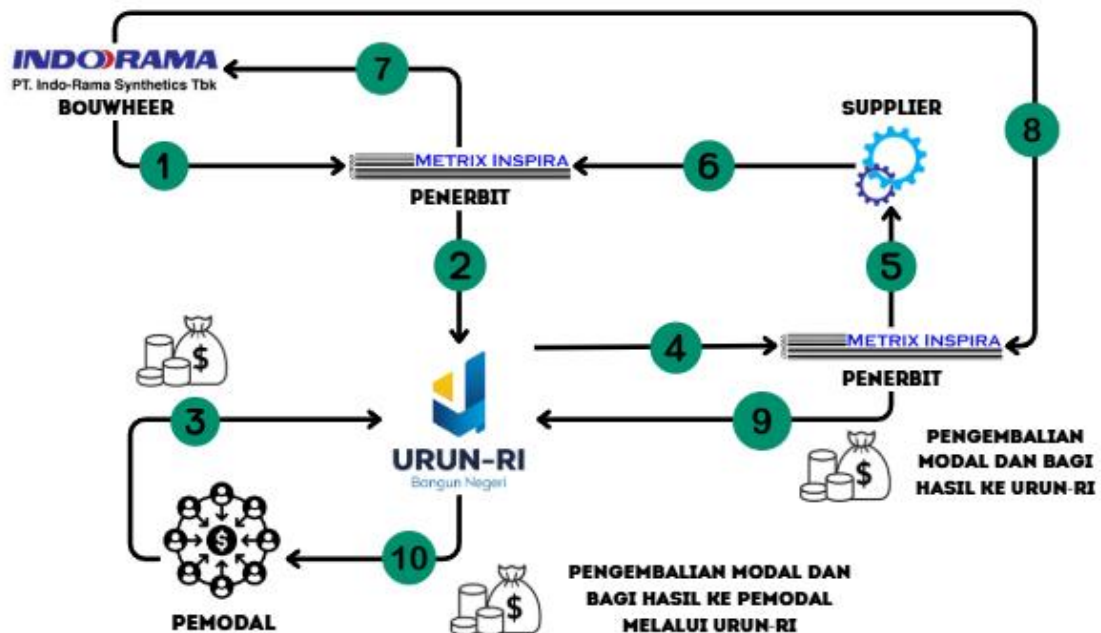 INDORAMA
PT. Indo-Rama Synthetics Tbk
BOUWHEER
7
SUPPLIER
8
1
METRIX INSPIRA
PENERBIT
6
2
5
3
$
4
METRIX INSPIRA
PENERBIT
URUN-RI
Bangun Negeri
9
$
PENGEMBALIAN
MODAL DAN BAGI
HASIL KE URUN-RI
$
PEMODAL
10
$
PENGEMBALIAN MODAL DAN
BAGI HASIL KE PEMODAL
MELALUI URUN-RI